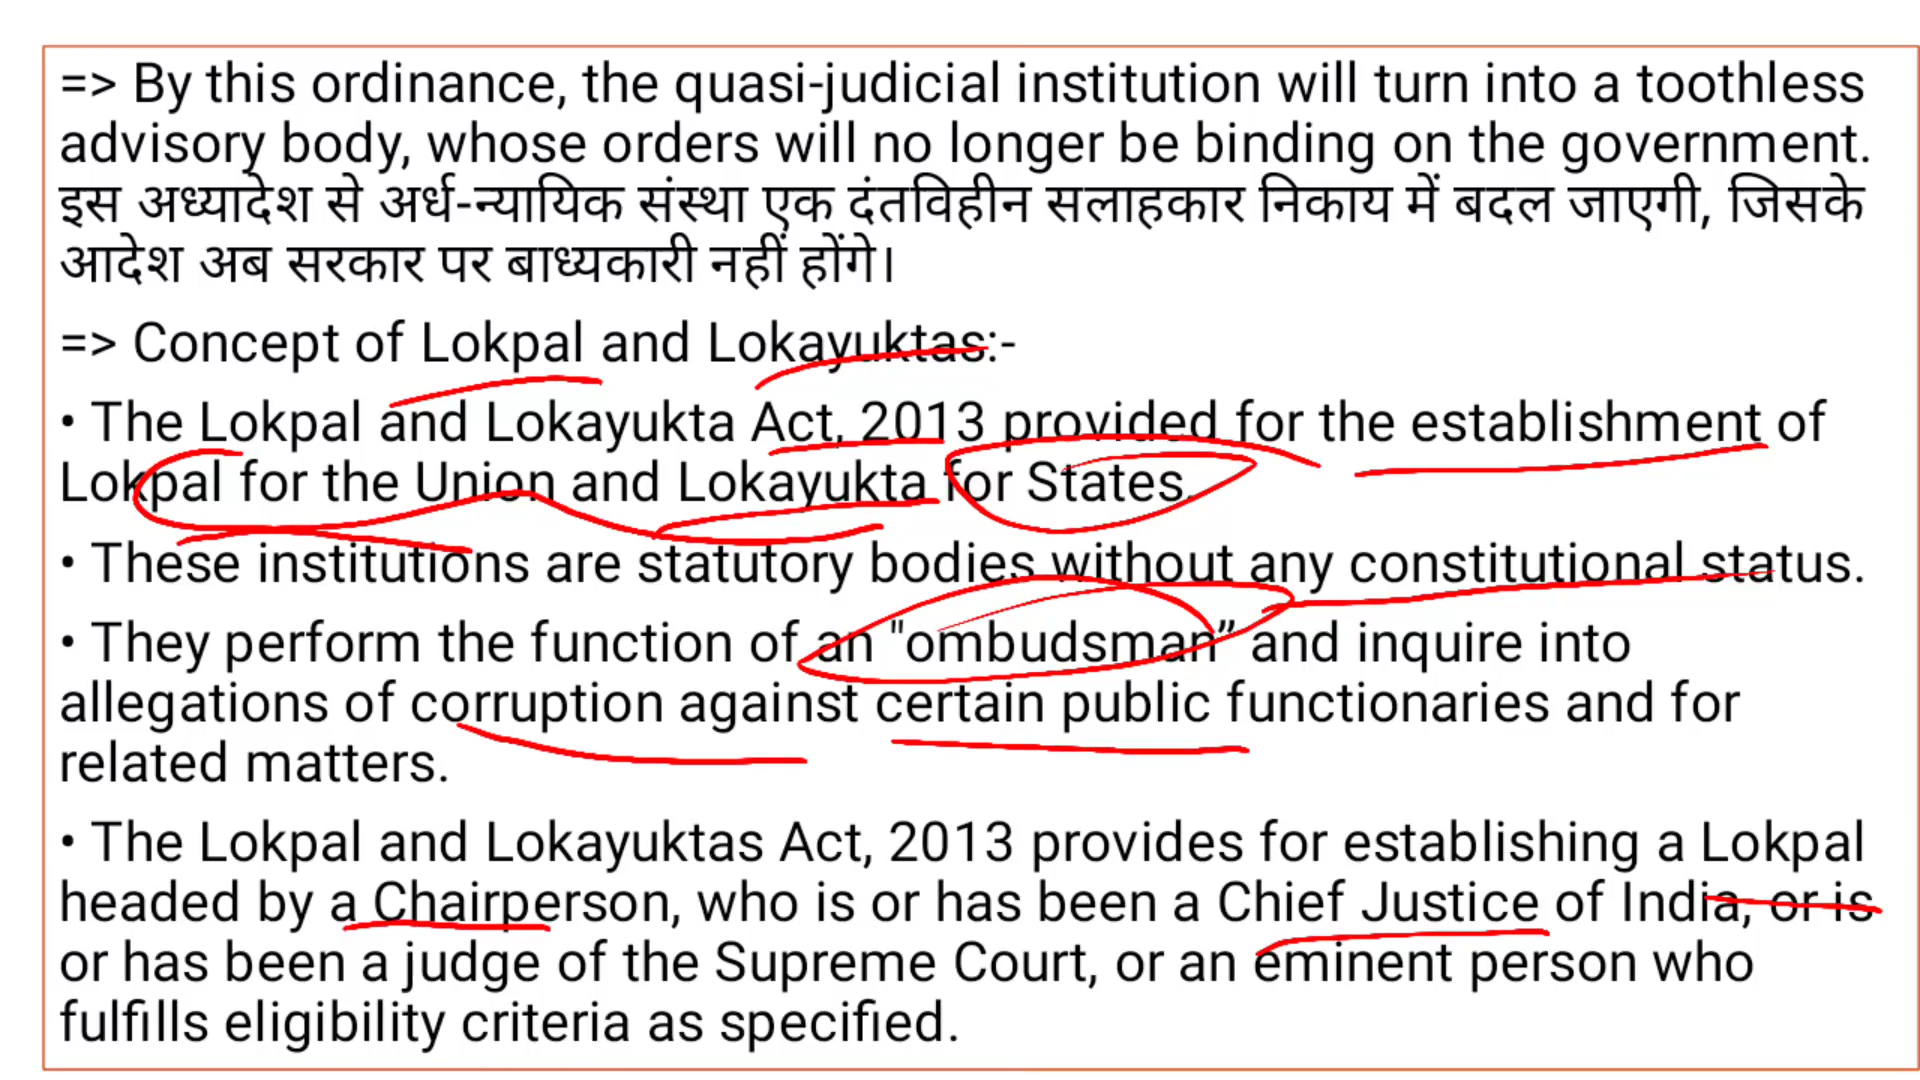 => By this ordinance, the quasi-judicial institution will turn into a toothless
advisory body, whose orders will no longer be binding on the government.
इस अध्यादेश से अर्ध-न्यायिक संस्था एक दंतविहीन सलाहकार निकाय में बदल जाएगी, जिसके
आदेश अब सरकार पर बाध्यकारी नहीं होंगे।
=> Concept of Lokpal and Lokayuktas:-
• The Lokpal and Lokayukta Act, 2013 provided for the establishment of
Lokpal for the Union and Lokayukta for States.
• These institutions are statutory bodies without any constitutional status.
• They perform the function of an "ombudsman” and inquire into
allegations of corruption against certain public functionaries and for
related matters.
• The Lokpal and Lokayuktas Act, 2013 provides for establishing a Lokpal
headed by a Chairperson, who is or has been a Chief Justice of India, or is
or has been a judge of the Supreme Court, or an eminent person who
fulfills eligibility criteria as specified.